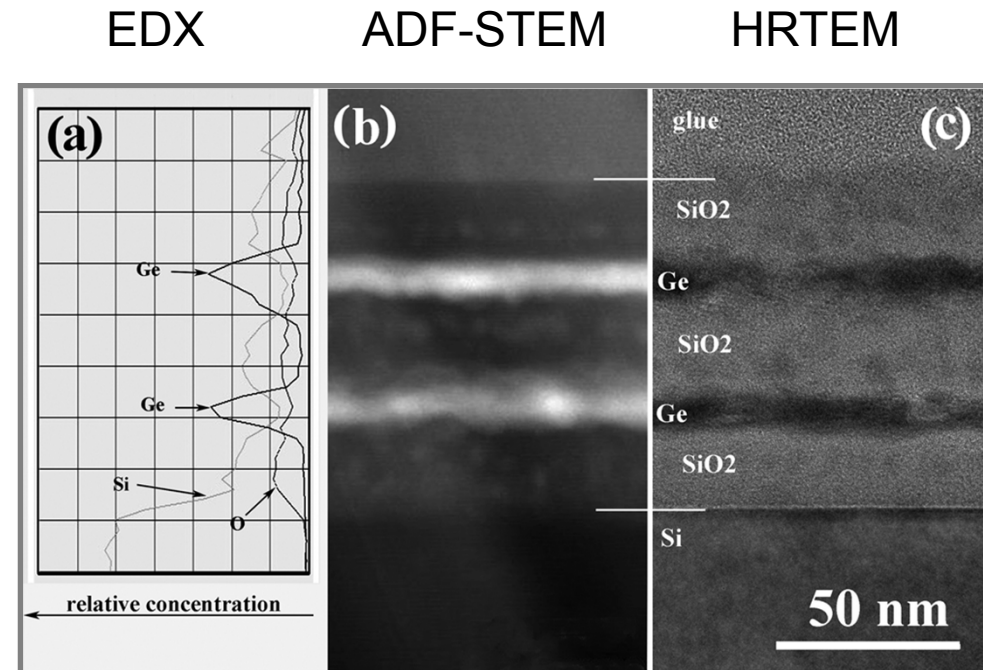 EDX
ADF-STEM
HRTEM
(a)
Ge
Ge
Si
O
relative concentration
(b)
(c)
glue
SiO2
Ge
SiO2
Ge
SiO2
Si
50 nm